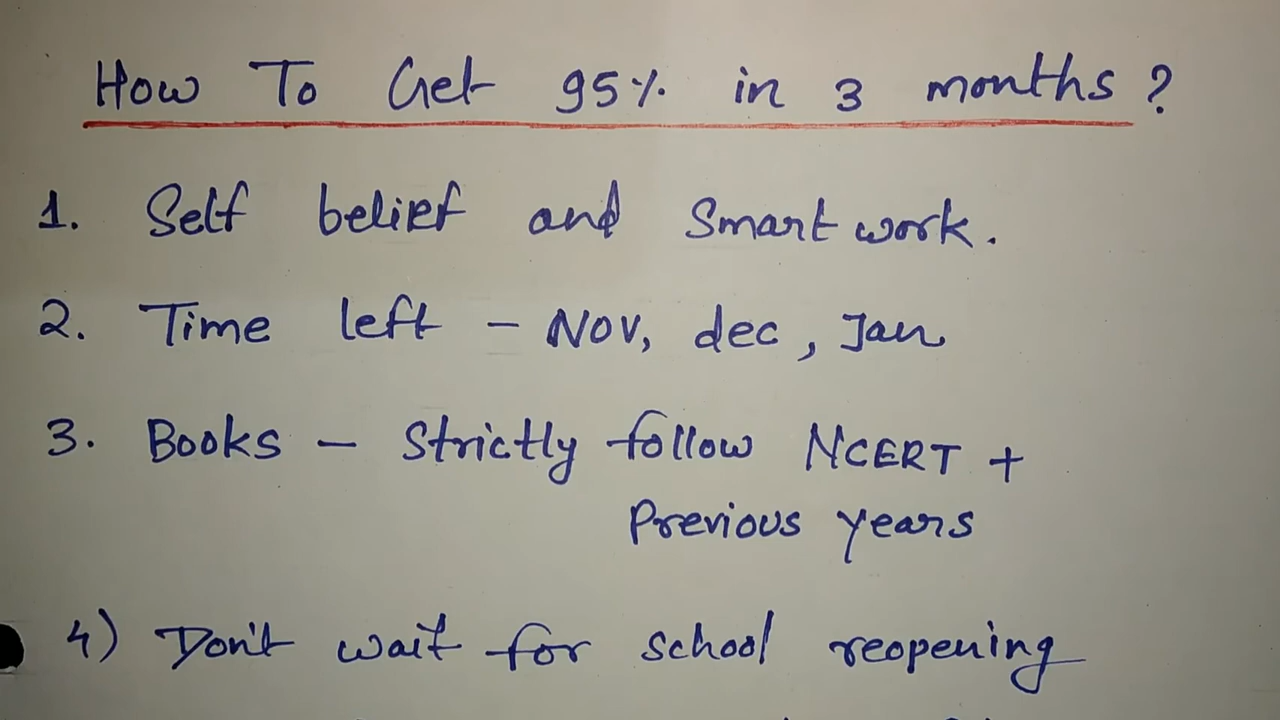 How To Get 95% in 3 months?
1. Self belief and Smart work.
2. Time left - Nov, dec, Jan
3. Books - Strictly follow NCERT +
Previous years
4) Don't wait for school reopening